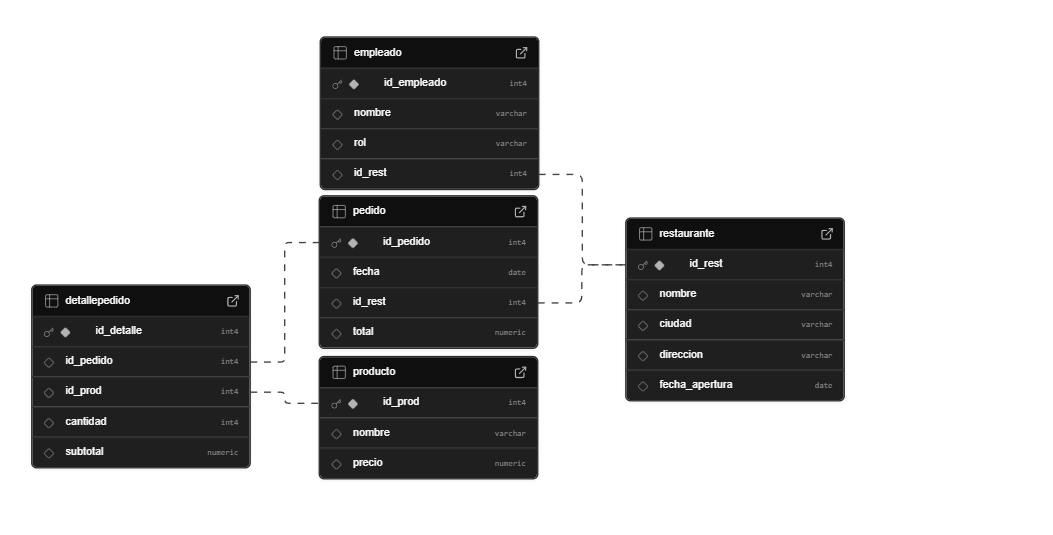 empleado
id_empleado int4
nombre varchar
rol varchar
id_rest int4
pedido
id_pedido int4
fecha date
id_rest int4
total numeric
restaurante
id_rest int4
nombre varchar
ciudad varchar
direccion varchar
fecha_apertura date
detallepedido
id_detalle int4
id_pedido int4
id_prod int4
cantidad int4
subtotal numeric
producto
id_prod int4
nombre varchar
precio numeric